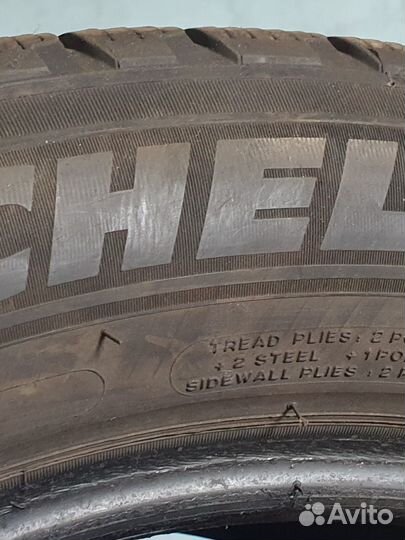 CHEL
TREAD PLIES: 2 PO
+ 2 STEEL + 1 PO
SIDEWALL PLIES: 2 P
Avito